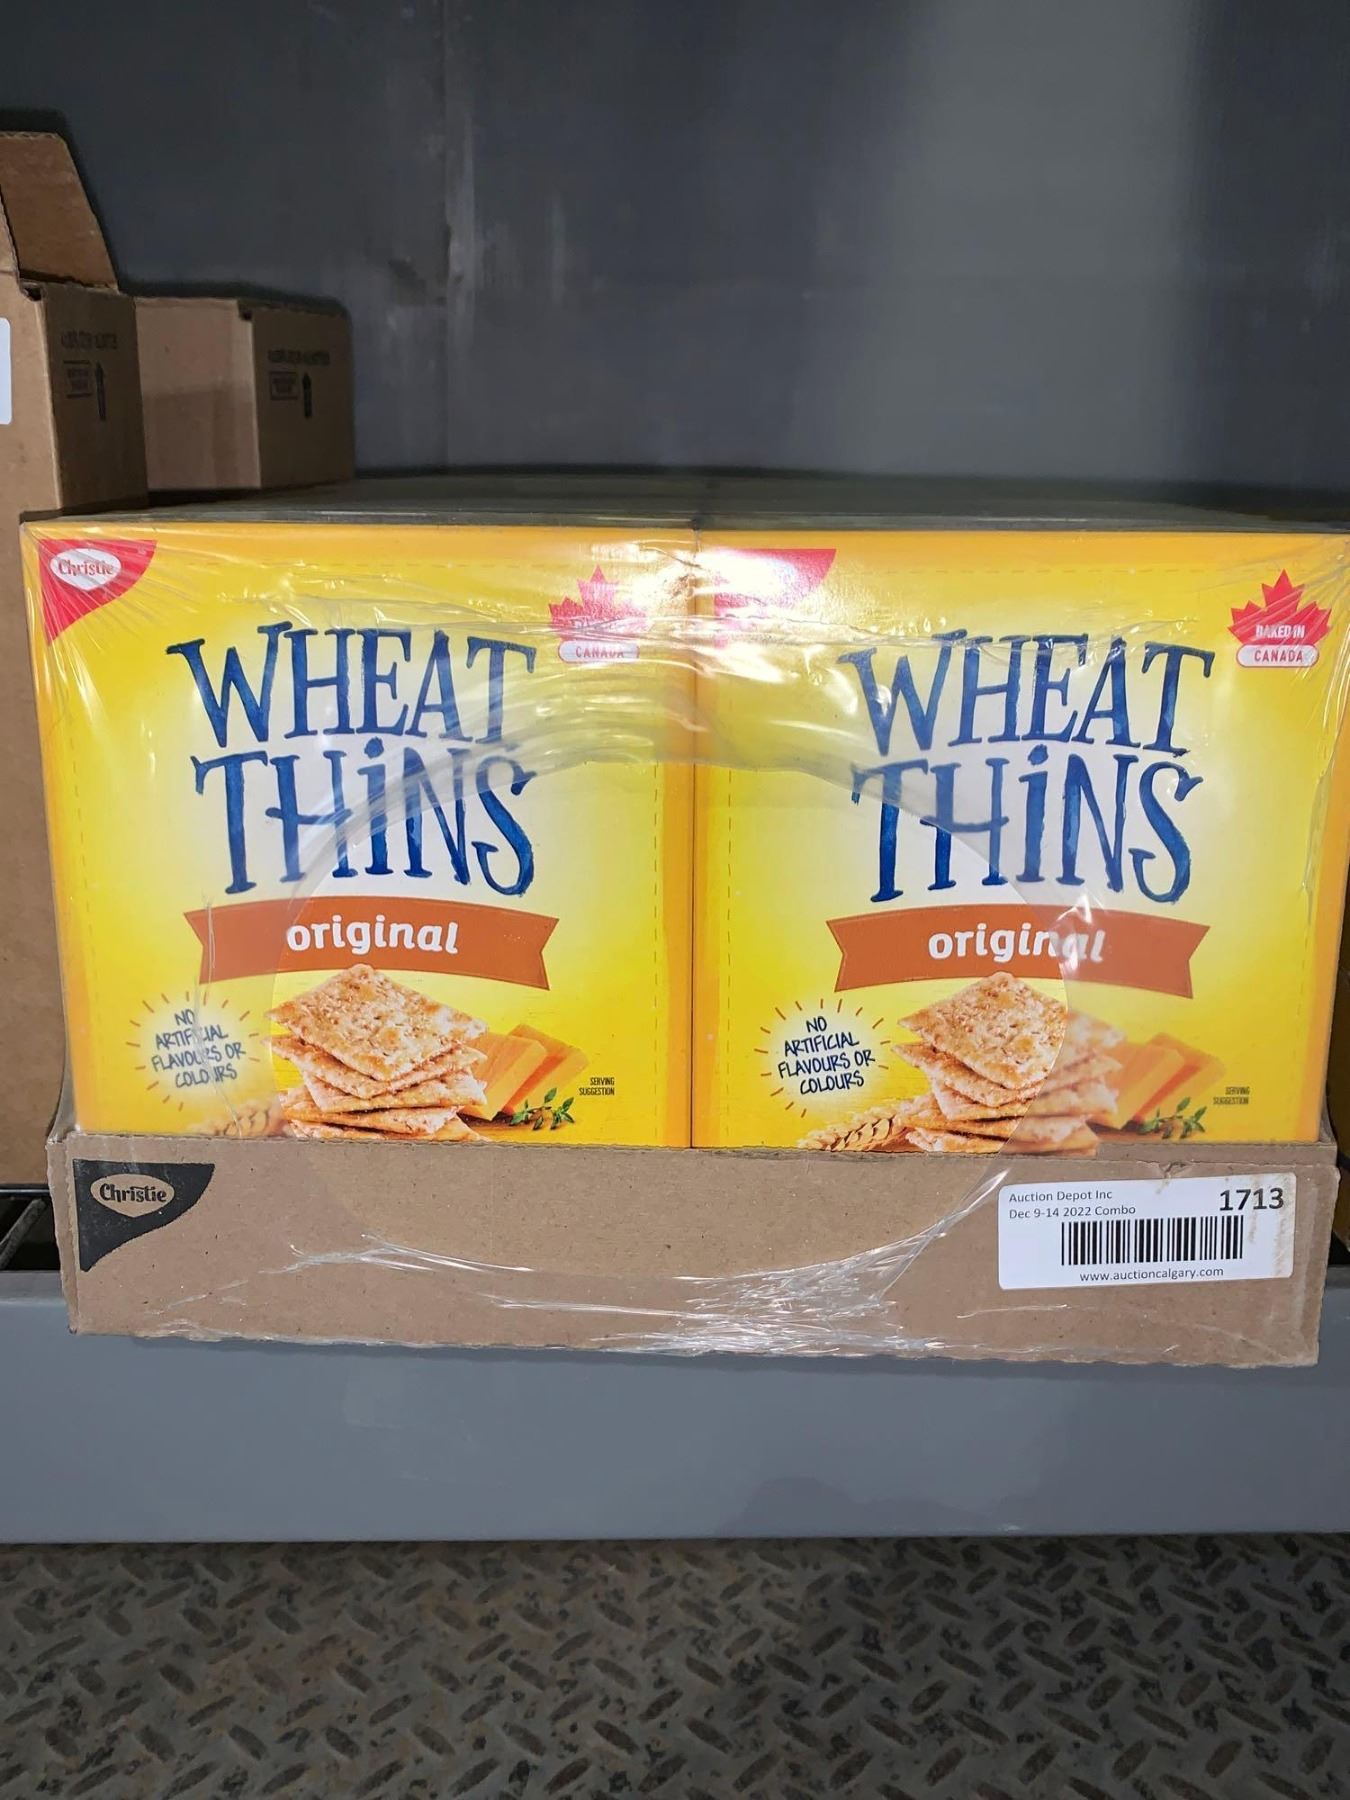 Christie
BAKED IN
CANADA
WHEAT
THiNS
original
NO
ARTIFICIAL
FLAVOURS OR
COLOURS
SERVING
SUGGESTION
CANADA
WHEAT
THiNS
original
NO
ARTIFICIAL
FLAVOURS OR
COLOURS
SERVING
SUGGESTION
Christie
Auction Depot Inc
1713
Dec 9-14 2022 Combo
www.auctioncalgary.com